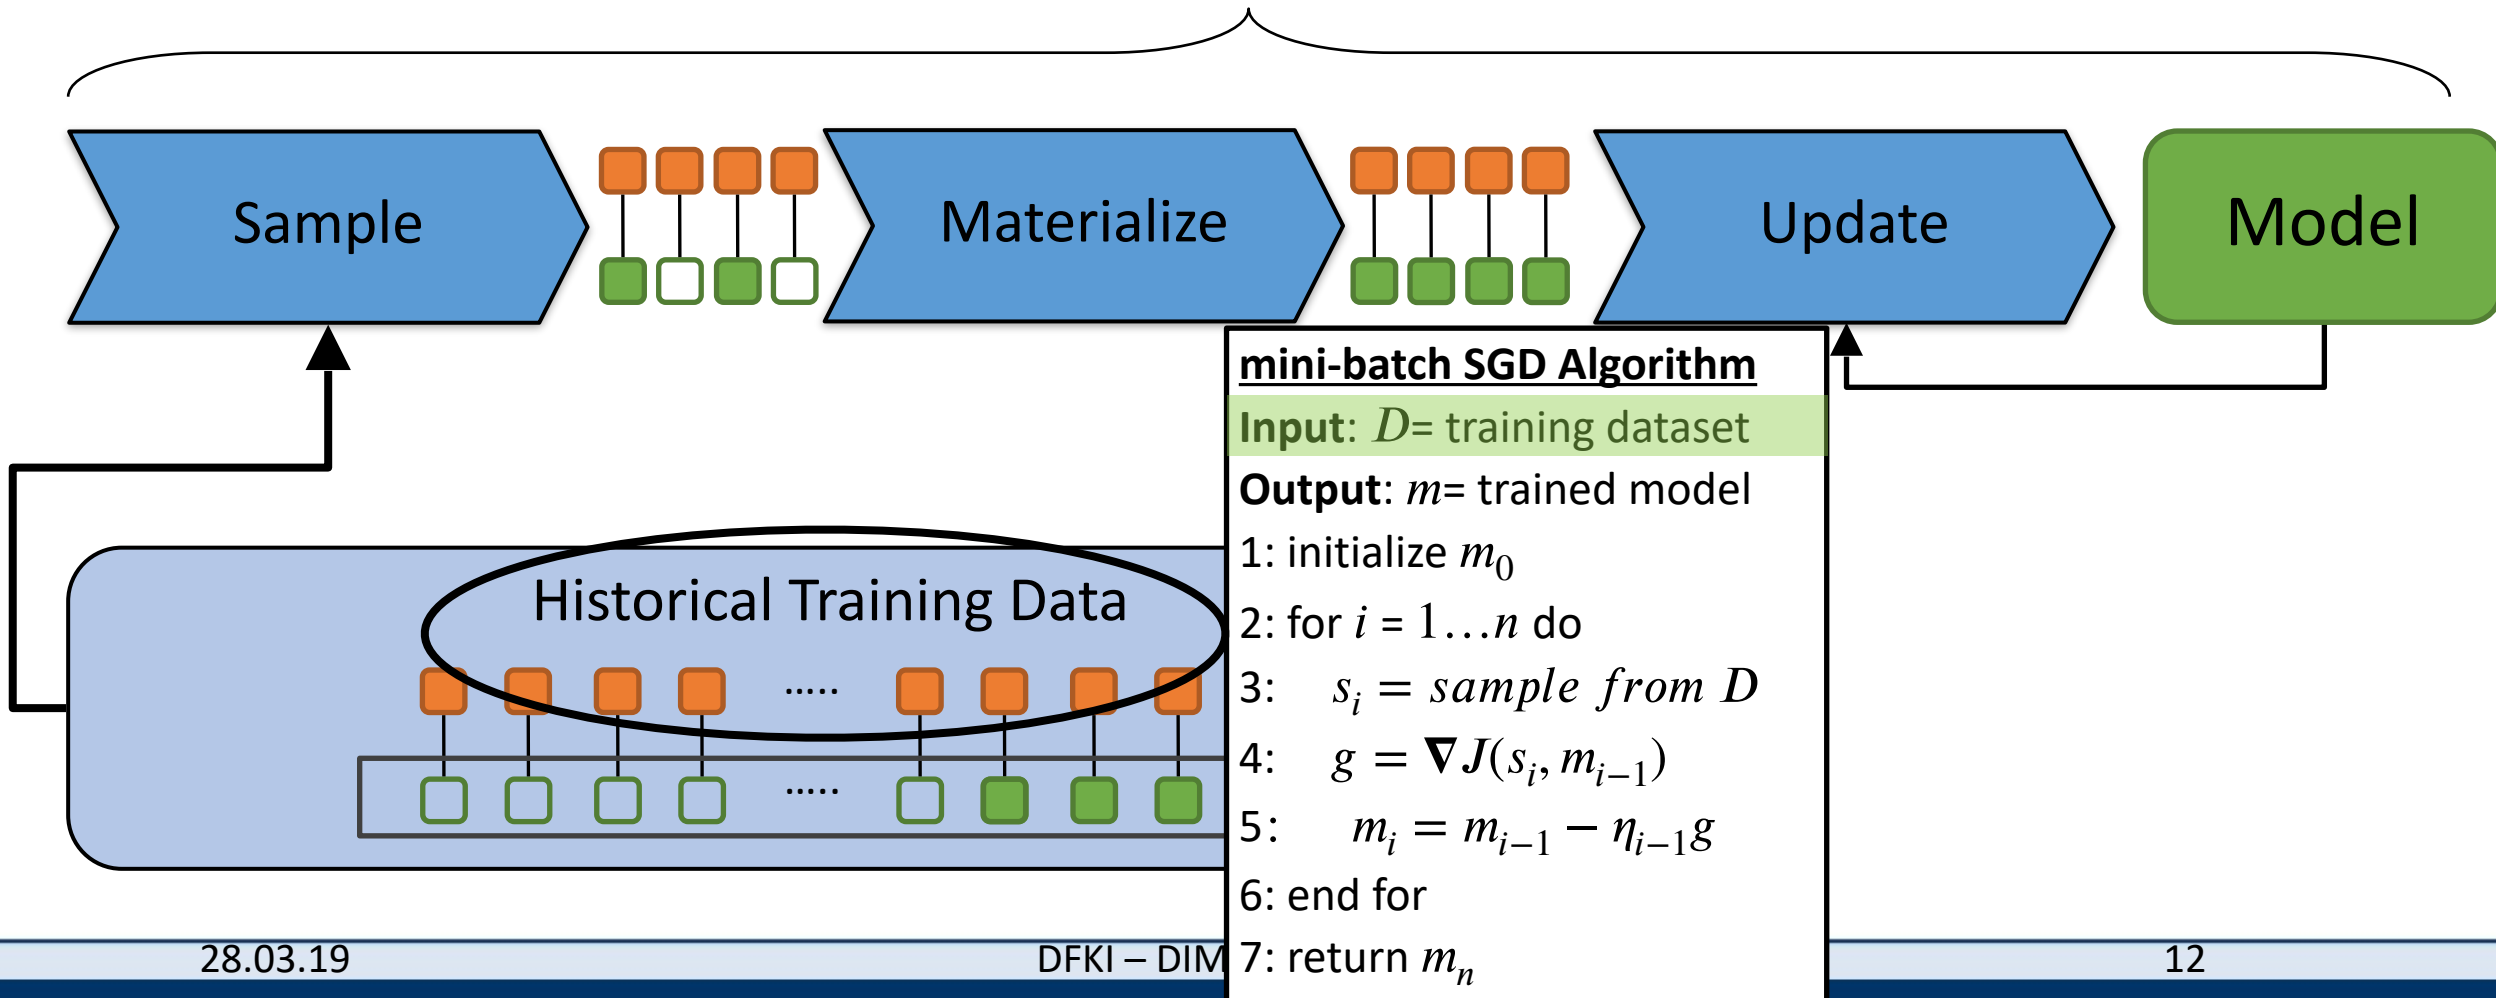 Sample
Materialize
Update
Model
Historical Training Data
.....
.....
mini-batch SGD Algorithm
Input: D= training dataset
Output: m= trained model
1: initialize m₀
2: for i = 1…n do
3: sᵢ = sample from D
4: g = ∇J(sᵢ, mᵢ₋₁)
5: mᵢ = mᵢ₋₁ − ηᵢ₋₁g
6: end for
7: return mₙ
28.03.19
DFKI – DIM
12